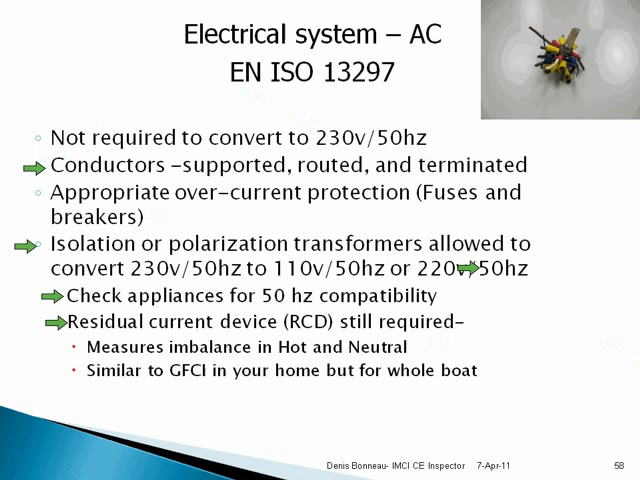 Electrical system – AC
EN ISO 13297
Not required to convert to 230v/50hz
Conductors –supported, routed, and terminated
Appropriate over-current protection (Fuses and
breakers)
Isolation or polarization transformers allowed to
convert 230v/50hz to 110v/50hz or 220v/50hz
Check appliances for 50 hz compatibility
Residual current device (RCD) still required–
Measures imbalance in Hot and Neutral
Similar to GFCI in your home but for whole boat
Denis Bonneau- IMCI CE Inspector 7-Apr-11 58